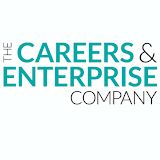 THE
CAREERS &
ENTERPRISE
COMPANY